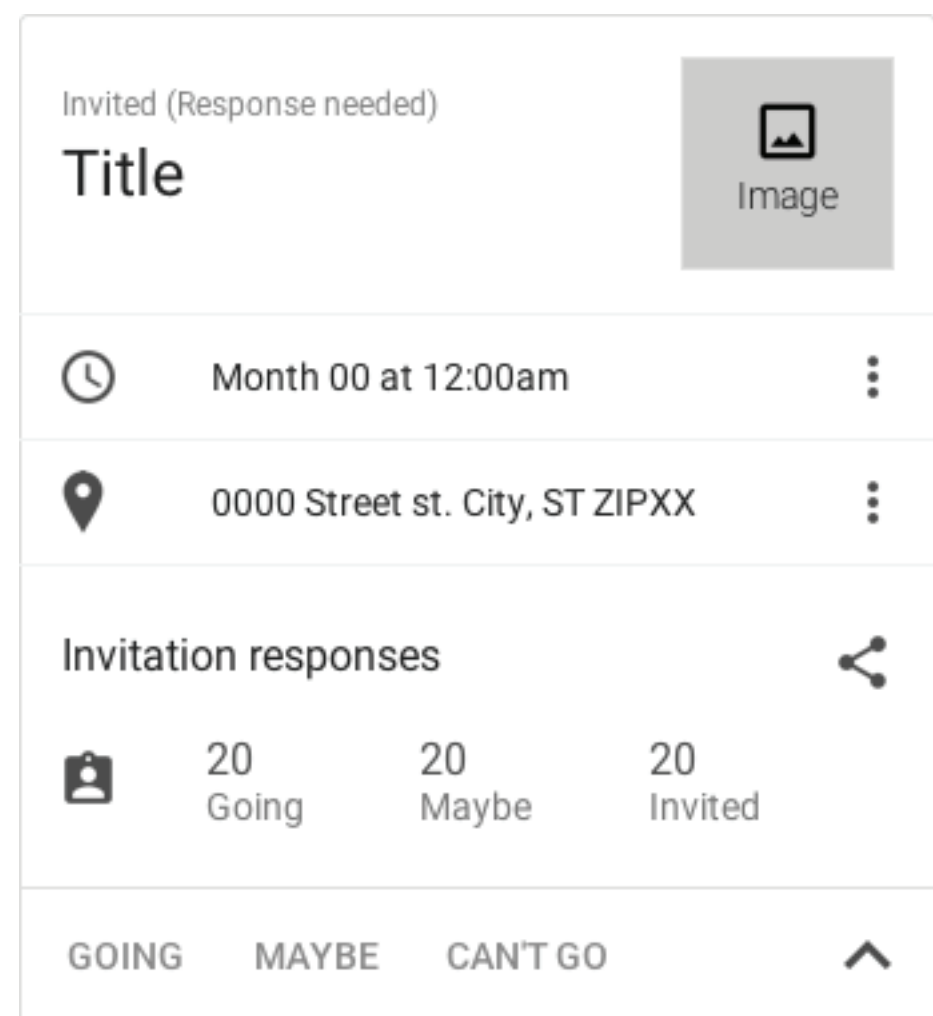 Invited (Response needed)
Title
Image
Month 00 at 12:00am
0000 Street st. City, ST ZIPXX
Invitation responses
20 20 20
Going Maybe Invited
GOING MAYBE CAN'T GO